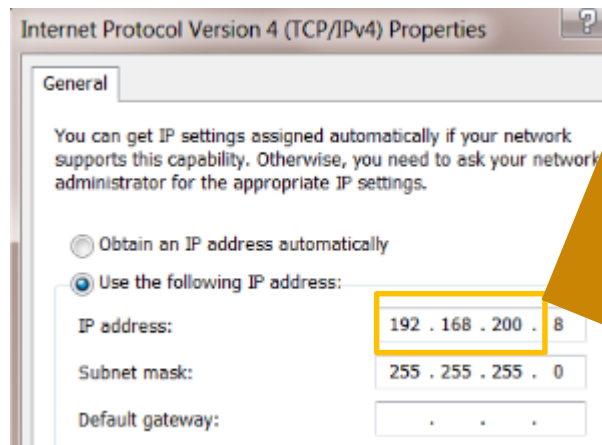 Internet Protocol Version 4 (TCP/IPv4) Properties
?
General
You can get IP settings assigned automatically if your network
supports this capability. Otherwise, you need to ask your network
administrator for the appropriate IP settings.
Obtain an IP address automatically
Use the following IP address:
IP address: 192 . 168 . 200 . 8
Subnet mask: 255 . 255 . 255 . 0
Default gateway: . . .